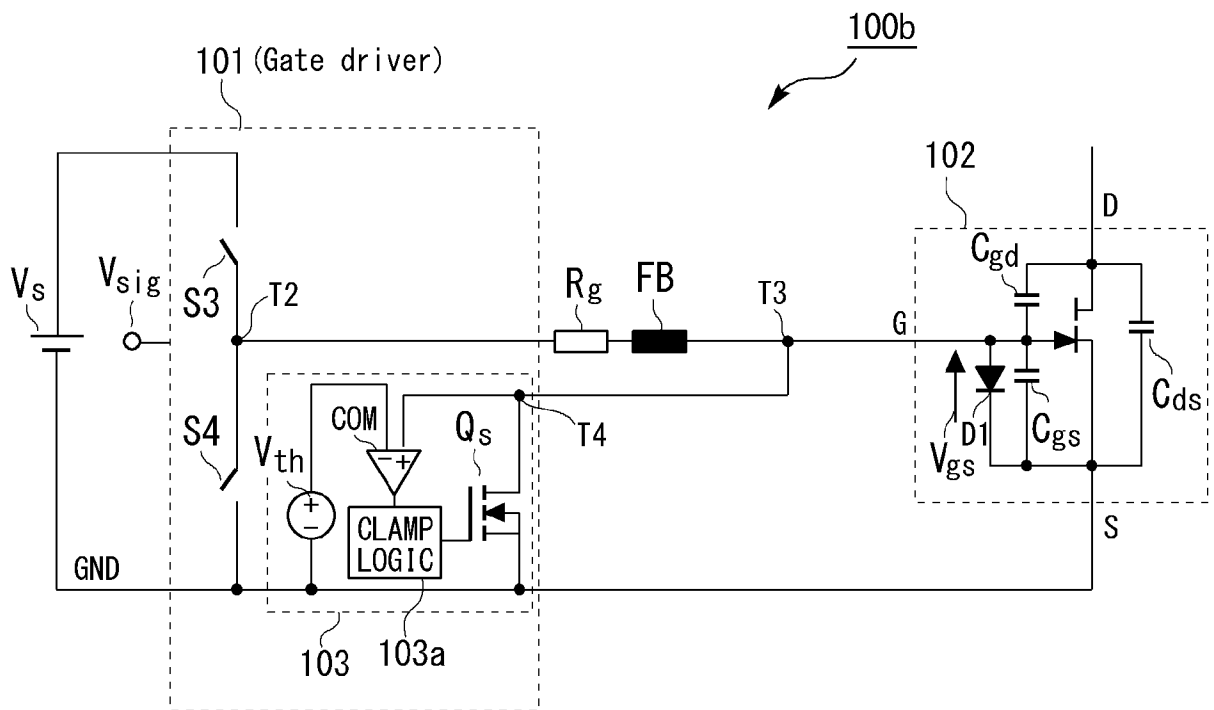 100b
101 (Gate driver)
102
D
Cgd
Vs
Vsig
S3
T2
Rg
FB
T3
G
Cds
S4
COM
Qs
T4
Vgs
D1
Cgs
Vth
+
−
− +
CLAMP
LOGIC
S
GND
103
103a